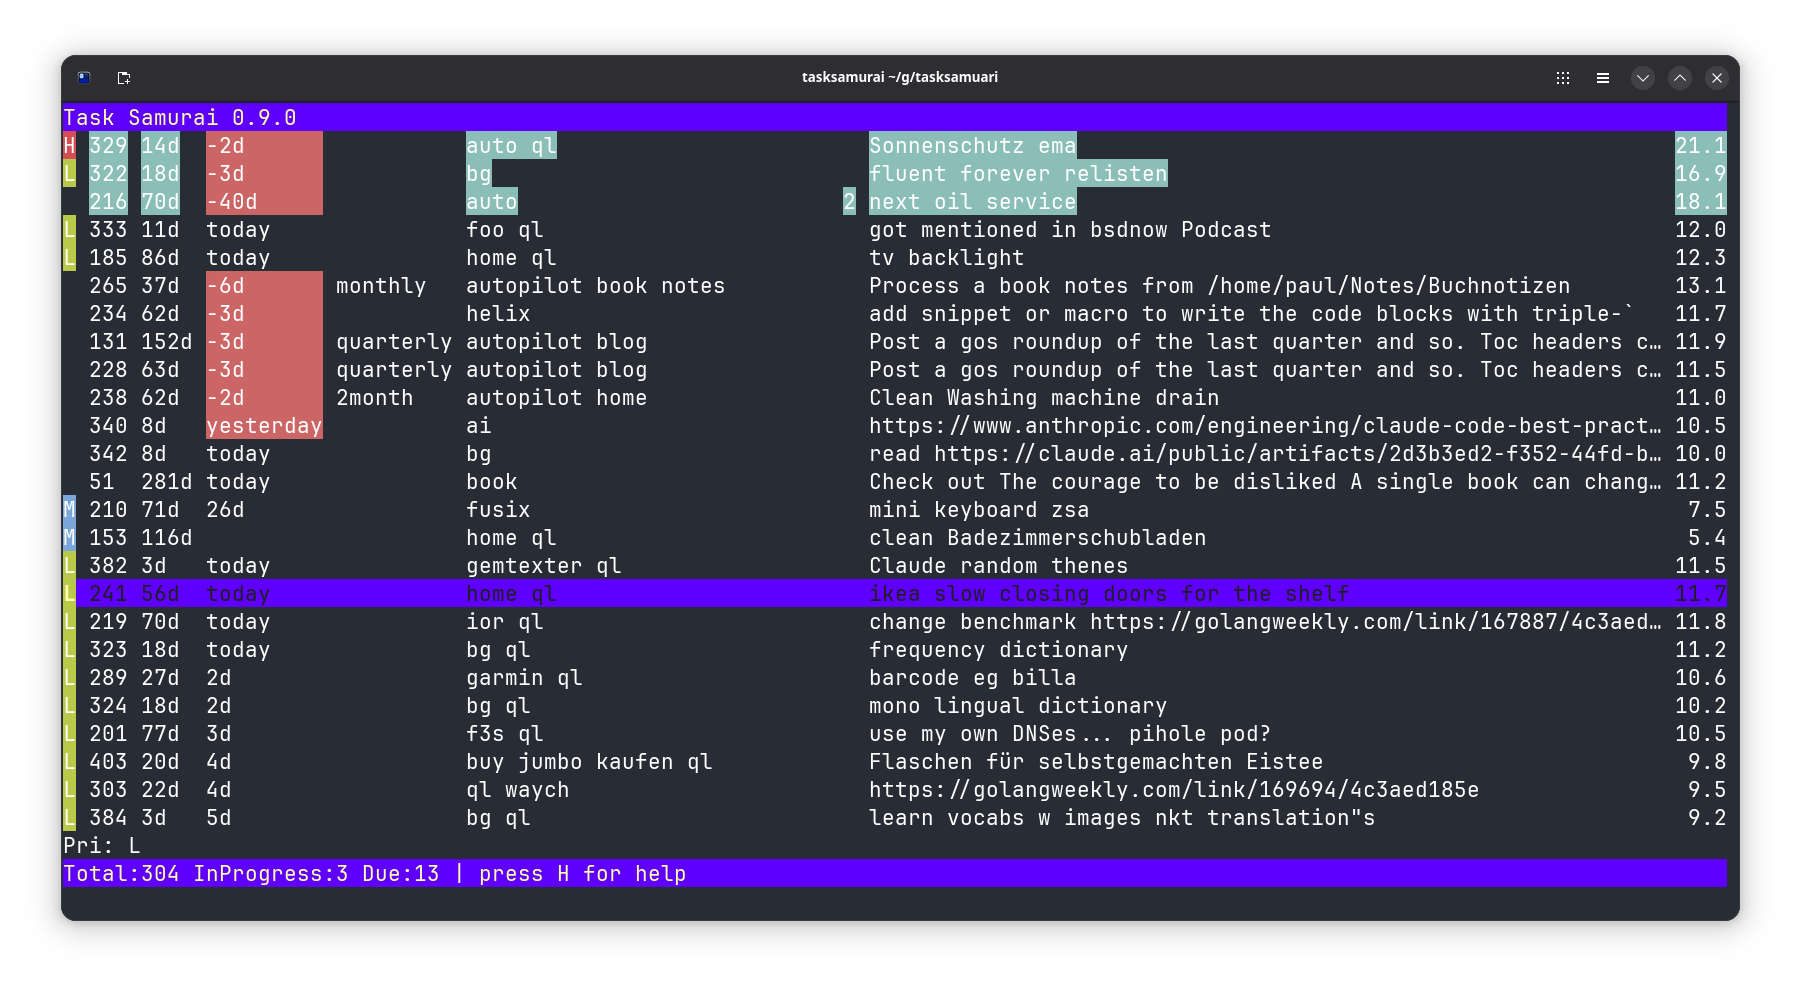 tasksamurai ~/g/tasksamuari
Task Samurai 0.9.0
H 329 14d -2d auto ql Sonnenschutz ema 21.1
L 322 18d -3d bg fluent forever relisten 16.9
216 70d -40d auto 2 next oil service 18.1
L 333 11d today foo ql got mentioned in bsdnow Podcast 12.0
L 185 86d today home ql tv backlight 12.3
265 37d -6d monthly autopilot book notes Process a book notes from /home/paul/Notes/Buchnotizen 13.1
234 62d -3d helix add snippet or macro to write the code blocks with triple-` 11.7
131 152d -3d quarterly autopilot blog Post a gos roundup of the last quarter and so. Toc headers c… 11.9
228 63d -3d quarterly autopilot blog Post a gos roundup of the last quarter and so. Toc headers c… 11.5
238 62d -2d 2month autopilot home Clean Washing machine drain 11.0
340 8d yesterday ai https://www.anthropic.com/engineering/claude-code-best-pract… 10.5
342 8d today bg read https://claude.ai/public/artifacts/2d3b3ed2-f352-44fd-b… 10.0
51 281d today book Check out The courage to be disliked A single book can chang… 11.2
M 210 71d 26d fusix mini keyboard zsa 7.5
M 153 116d home ql clean Badezimmerschubladen 5.4
L 382 3d today gemtexter ql Claude random thenes 11.5
L 241 56d today home ql ikea slow closing doors for the shelf 11.7
L 219 70d today ior ql change benchmark https://golangweekly.com/link/167887/4c3aed… 11.8
L 323 18d today bg ql frequency dictionary 11.2
L 289 27d 2d garmin ql barcode eg billa 10.6
L 324 18d 2d bg ql mono lingual dictionary 10.2
L 201 77d 3d f3s ql use my own DNSes... pihole pod? 10.5
L 403 20d 4d buy jumbo kaufen ql Flaschen für selbstgemachten Eistee 9.8
L 303 22d 4d ql waych https://golangweekly.com/link/169694/4c3aed185e 9.5
L 384 3d 5d bg ql learn vocabs w images nkt translation"s 9.2
Pri: L
Total:304 InProgress:3 Due:13 | press H for help